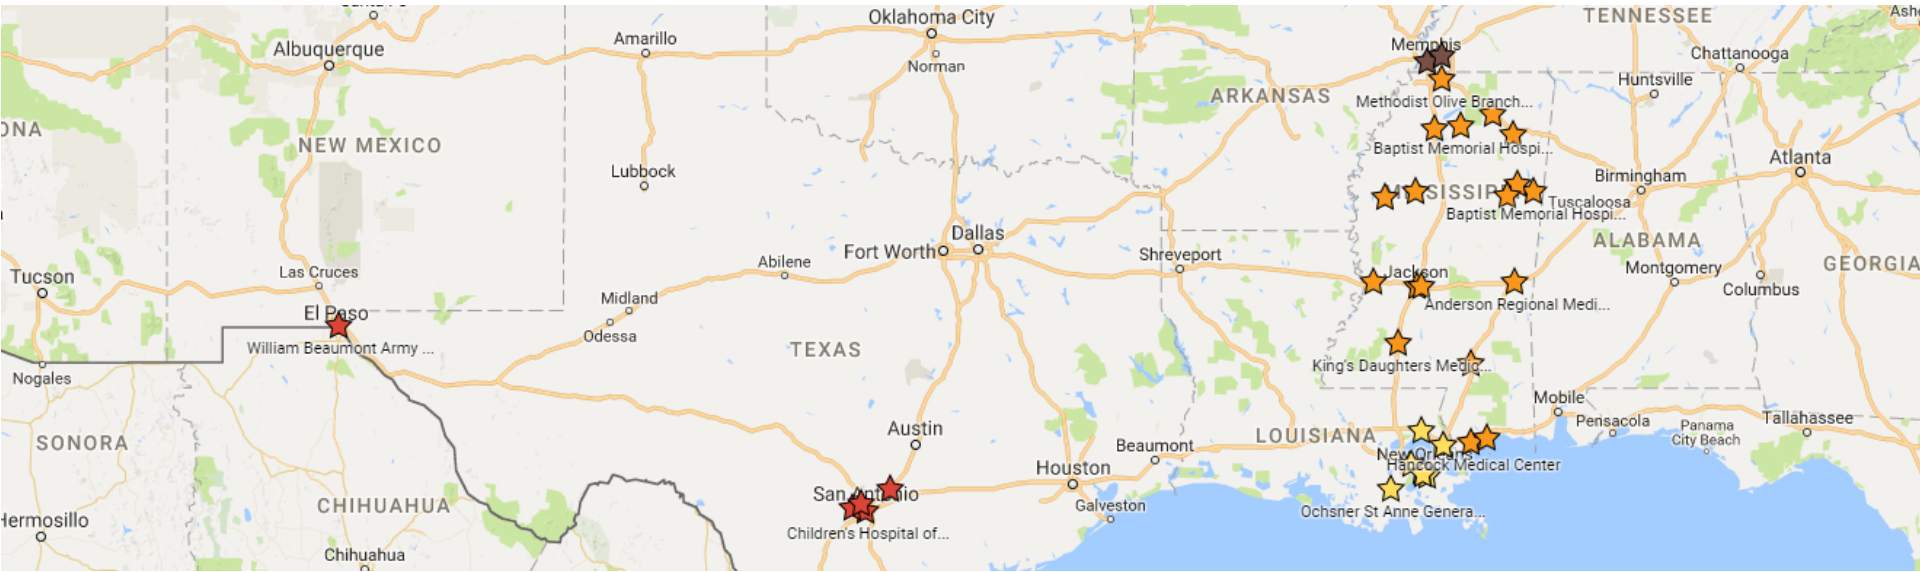 Oklahoma City
TENNESSEE
Albuquerque
Amarillo
Memphis
Chattanooga
Norman
Huntsville
ARKANSAS
Methodist Olive Branch...
NEW MEXICO
Baptist Memorial Hospi...
Atlanta
Lubbock
Birmingham
Tuscaloosa
Baptist Memorial Hospi...
Dallas
Fort Worth
Shreveport
ALABAMA
Abilene
Las Cruces
Tucson
Jackson
Montgomery
GEORGIA
Columbus
Midland
Anderson Regional Medi...
El Paso
Odessa
William Beaumont Army ...
TEXAS
King's Daughters Medic...
Nogales
Mobile
Austin
Pensacola
Panama
City Beach
Tallahassee
SONORA
LOUISIANA
Beaumont
New Orleans
Houston
Hancock Medical Center
San Antonio
CHIHUAHUA
Galveston
Ochsner St Anne Genera...
Hermosillo
Children's Hospital of...
Chihuahua